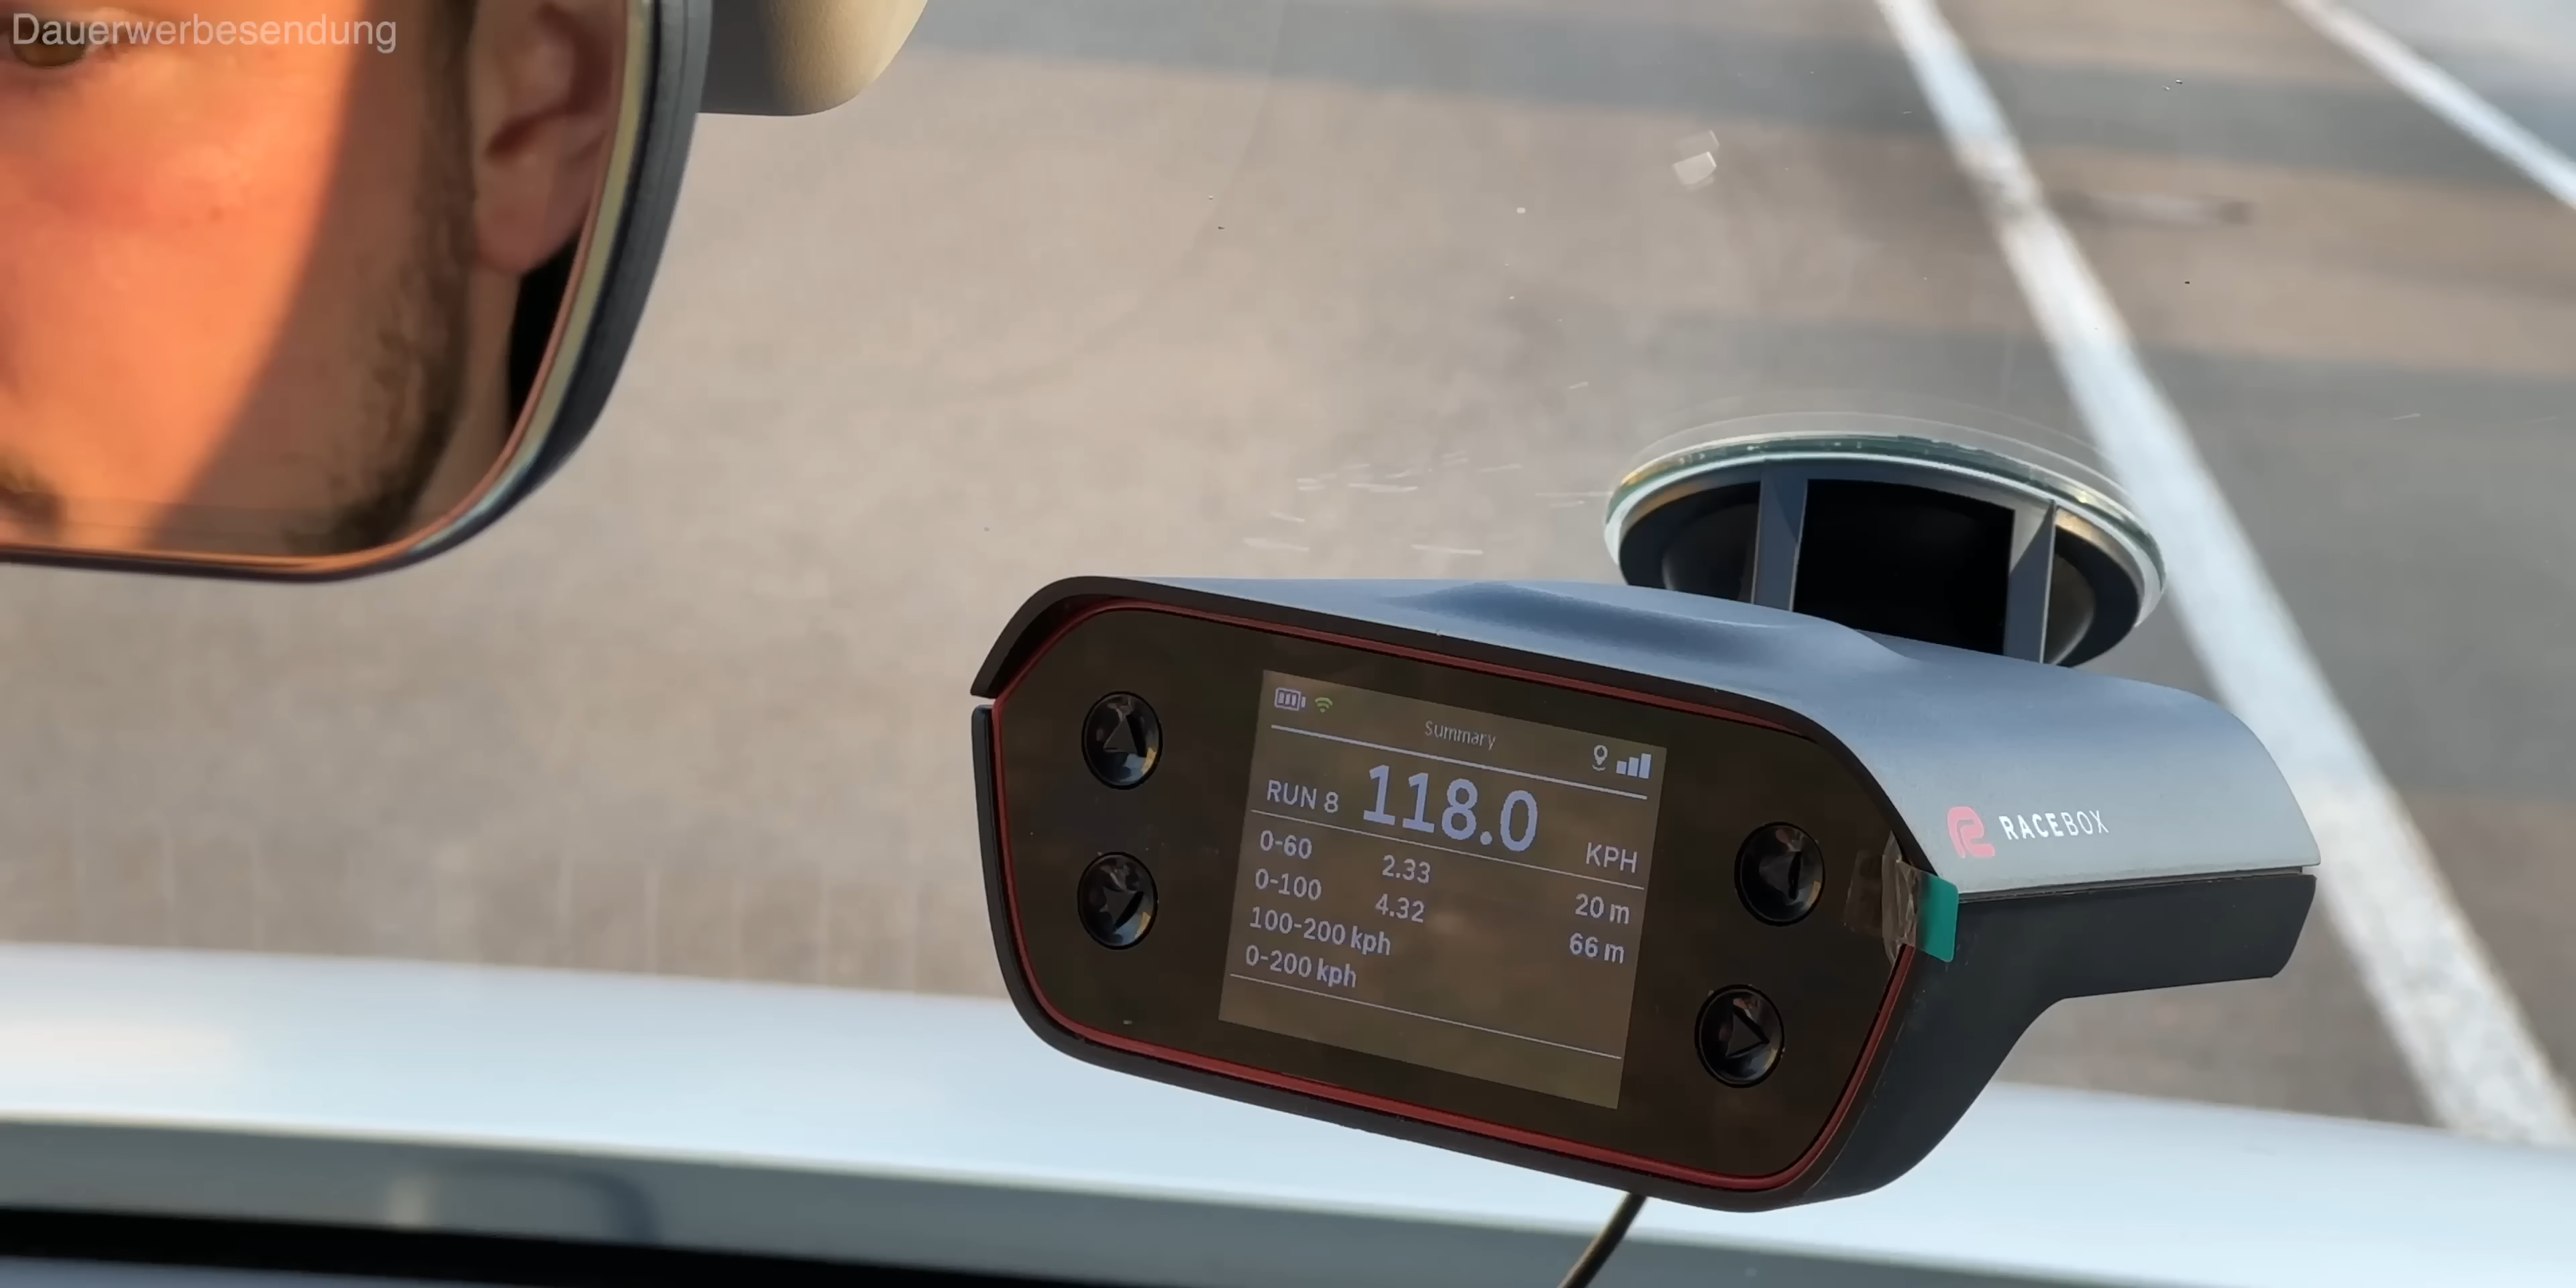 Dauerwerbesendung
Summary
RUN 8 118.0 KPH
0-60 2.33 20 m
0-100 4.32 66 m
100-200 kph
0-200 kph
RACEBOX